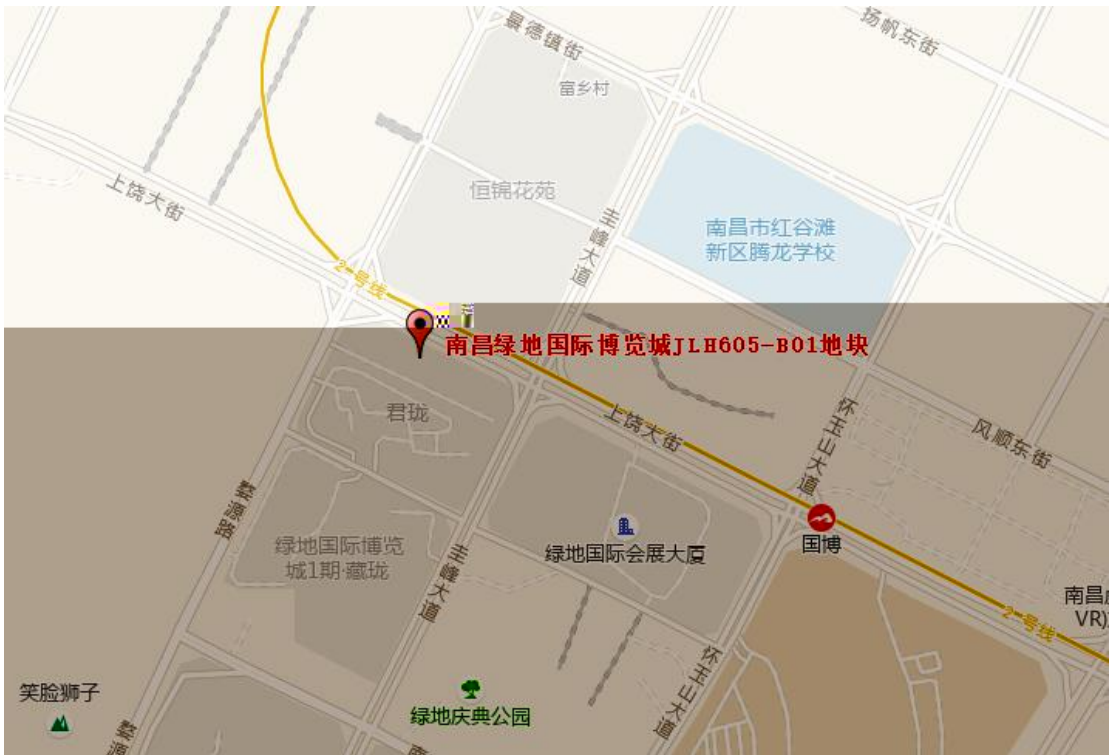 景德镇街
扬帆东街
富乡村
恒锦花苑
上饶大街
圭峰大道
南昌市红谷滩
新区腾龙学校
2号线
南昌绿地国际博览城JLH605-B01地块
君珑
上饶大街
怀玉山大道
风顺东街
婺源路
绿地国际博览
城1期·藏珑
圭峰大道
绿地国际会展大厦
国博
南昌
VR)
2号线
怀玉山大道
笑脸狮子
绿地庆典公园
婺源
南